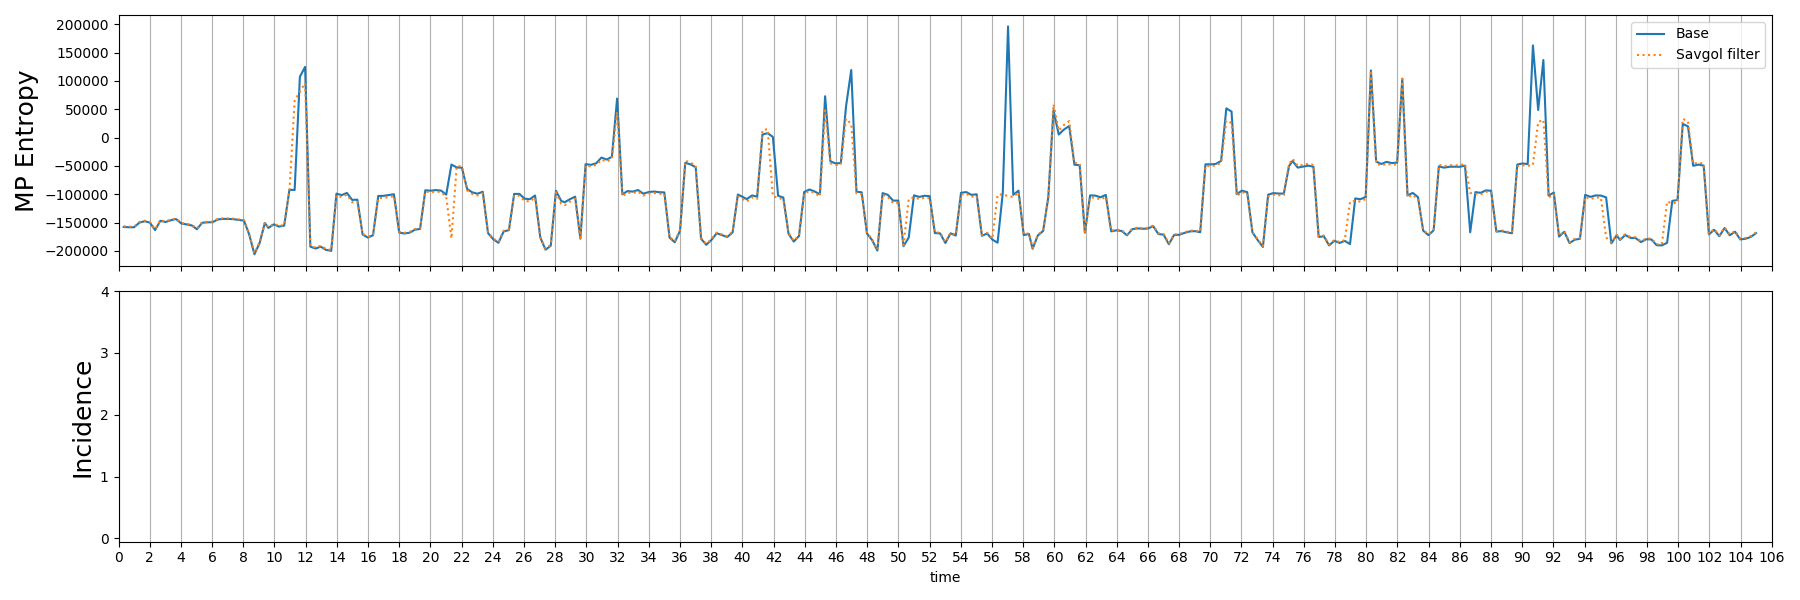 MP Entropy
200000
150000
100000
50000
0
−50000
−100000
−150000
−200000
Base
Savgol filter
Incidence
4
3
2
1
0
0 2 4 6 8 10 12 14 16 18 20 22 24 26 28 30 32 34 36 38 40 42 44 46 48 50 52 54 56 58 60 62 64 66 68 70 72 74 76 78 80 82 84 86 88 90 92 94 96 98 100 102 104 106
time